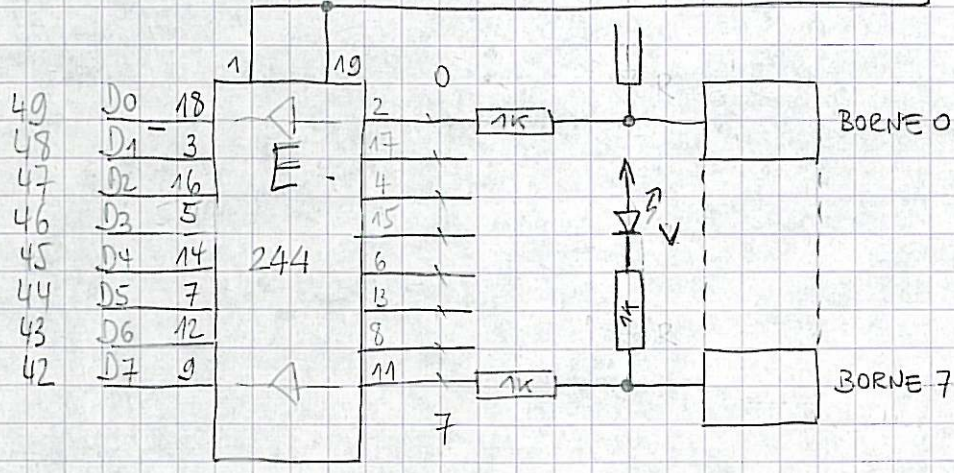 1 19 0
49 D0 18 2 1K BORNE 0
48 D1 3 17
47 D2 16 E 4
46 D3 5 15 V
45 D4 14 244 6
44 D5 7 13 1K
43 D6 12 8 R
42 D7 9 11 1K BORNE 7
7